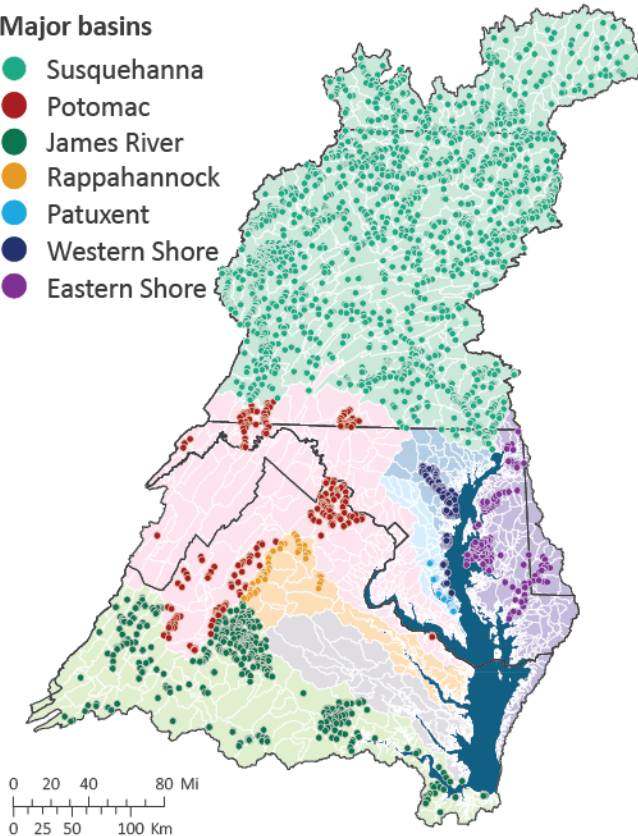 Major basins
Susquehanna
Potomac
James River
Rappahannock
Patuxent
Western Shore
Eastern Shore
0 20 40 80 Mi
0 25 50 100 Km